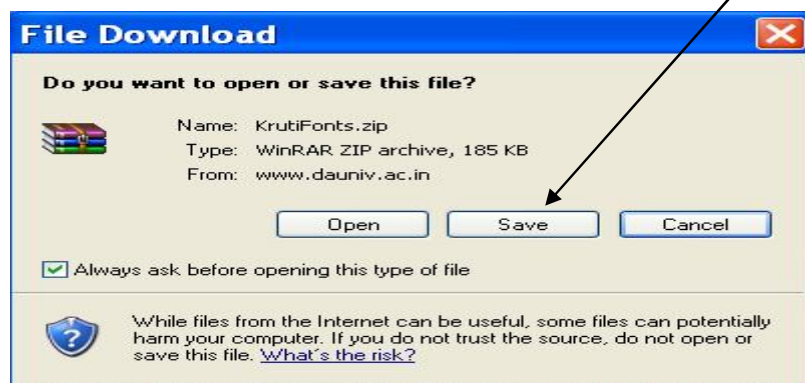 File Download
Do you want to open or save this file?
Name: KrutiFonts.zip
Type: WinRAR ZIP archive, 185 KB
From: www.dauniv.ac.in
Open Save Cancel
Always ask before opening this type of file
While files from the Internet can be useful, some files can potentially
harm your computer. If you do not trust the source, do not open or
save this file. What's the risk?